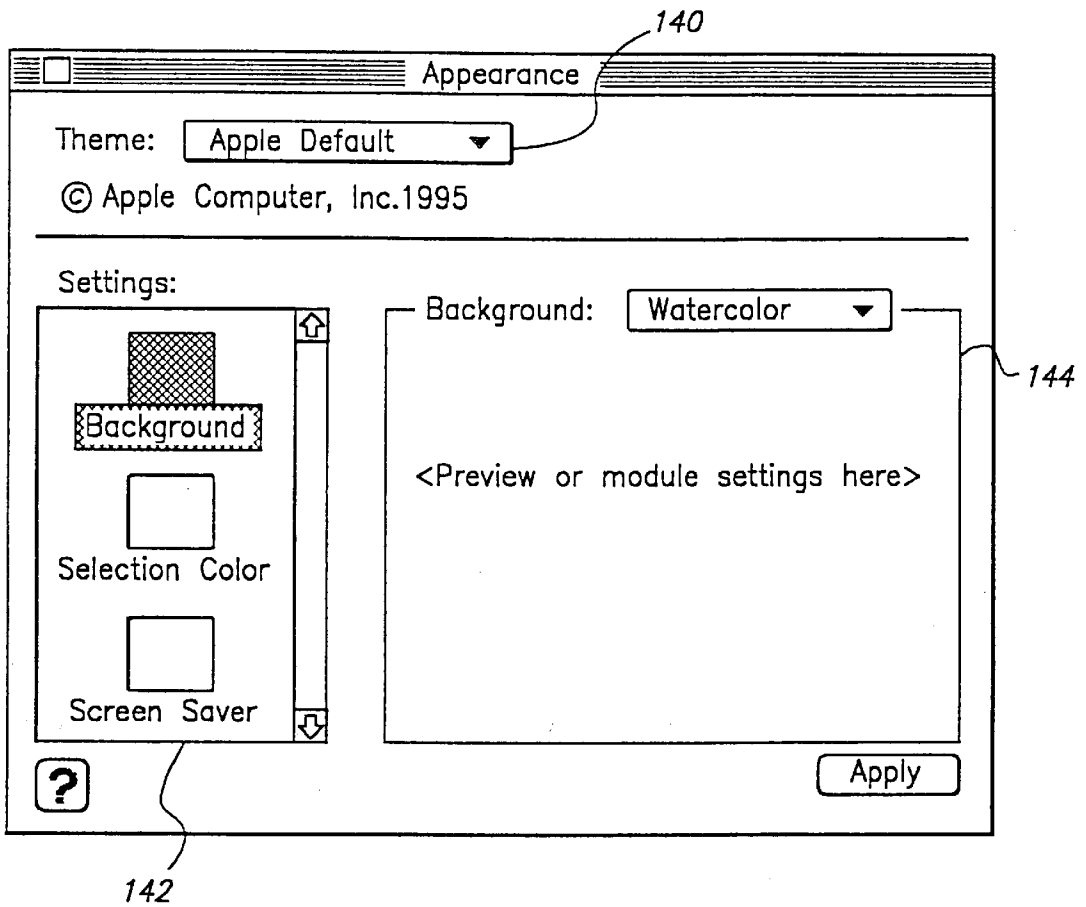 140
Appearance
Theme: Apple Default
© Apple Computer, Inc.1995
Settings:
Background: Watercolor
144
Background
<Preview or module settings here>
Selection Color
Screen Saver
?
Apply
142